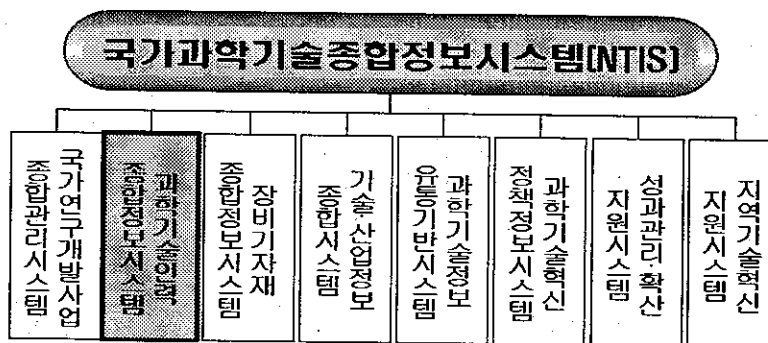 국가과학기술종합정보시스템(NTIS)
국가연구개발사업
종합관리시스템
과학기술인력
종합정보시스템
장비기자재
종합정보시스템
기술·산업정보
종합시스템
과학기술정보
유통기반시스템
과학기술혁신
정책정보시스템
성과관리·확산
지원시스템
지역기술혁신
지원시스템